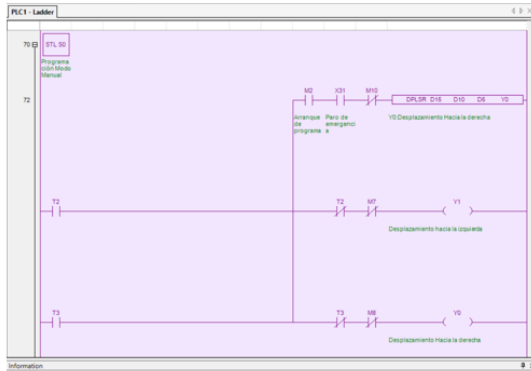 PLC1 - Ladder
70
STL S0
Programa
ción Modo
Manual
72
M2 X31 M10
DPLSR D16 D10 D6 Y0
Arranque
de
programa
Paro de
emergenci
a
Y0:Desplazamiento Hacia la derecha
T2 T2 M7 Y1
Desplazamiento hacia la izquierda
T3 T3 M8 Y0
Desplazamiento Hacia la derecha
Information